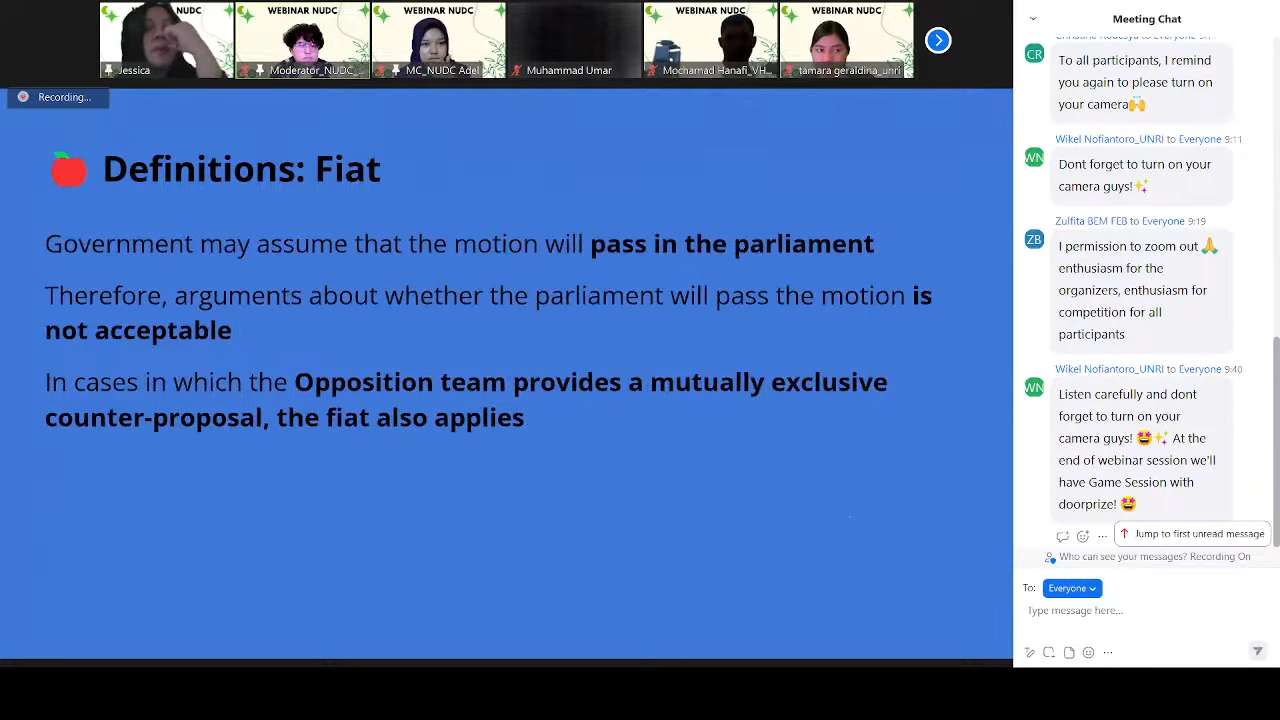 NUDC
WEBINAR NUDC
WEBINAR NUDC
WEBINAR NUDC
WEBINAR NUDC
Jessica
Moderator_NUDC
MC_NUDC Adel
Muhammad Umar
Mochamad Hanafi_VH...
tamara geraldina_unri
Recording...
Definitions: Fiat
Government may assume that the motion will pass in the parliament
Therefore, arguments about whether the parliament will pass the motion is
not acceptable
In cases in which the Opposition team provides a mutually exclusive
counter-proposal, the fiat also applies
Meeting Chat
CR
To all participants, I remind
you again to please turn on
your camera🙌
Wikel Nofiantoro_UNRI to Everyone 9:11
WN
Dont forget to turn on your
camera guys!✨
Zulfita BEM FEB to Everyone 9:19
ZB
I permission to zoom out 🙏
enthusiasm for the
organizers, enthusiasm for
competition for all
participants
Wikel Nofiantoro_UNRI to Everyone 9:40
WN
Listen carefully and dont
forget to turn on your
camera guys! 🤩✨ At the
end of webinar session we'll
have Game Session with
doorprize! 🤩
Jump to first unread message
Who can see your messages? Recording On
To: Everyone
Type message here...